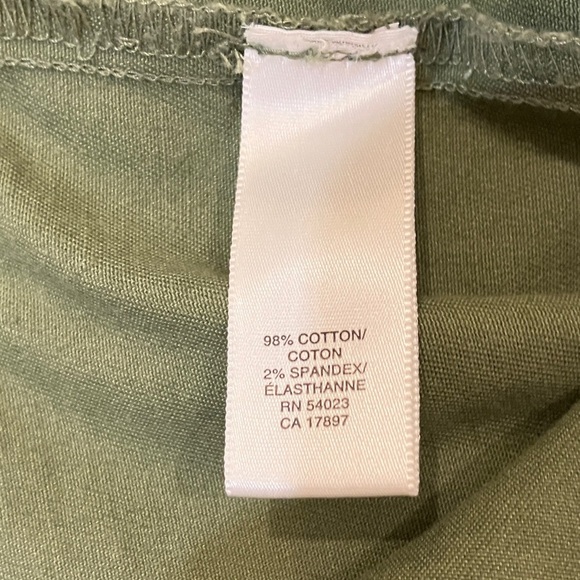 98% COTTON/
COTON
2% SPANDEX/
ÉLASTHANNE
RN 54023
CA 17897